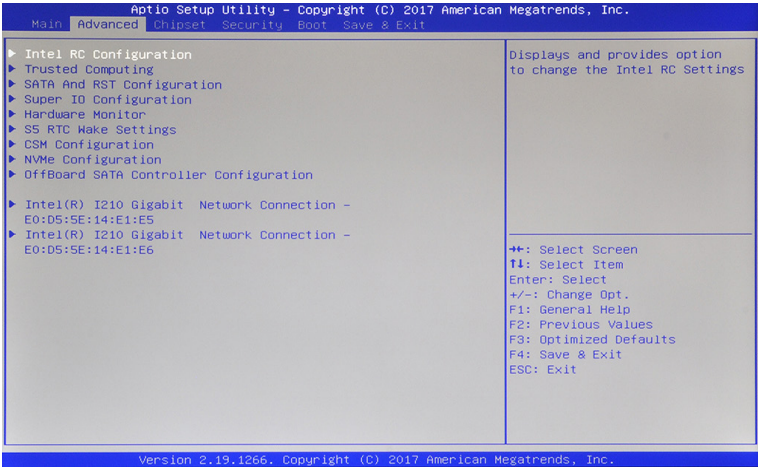 Aptio Setup Utility – Copyright (C) 2017 American Megatrends, Inc.
Main Advanced Chipset Security Boot Save & Exit
Intel RC Configuration
Trusted Computing
SATA And RST Configuration
Super IO Configuration
Hardware Monitor
S5 RTC Wake Settings
CSM Configuration
NVMe Configuration
OffBoard SATA Controller Configuration
Intel(R) I210 Gigabit  Network Connection –
E0:D5:5E:14:E1:E5
Intel(R) I210 Gigabit  Network Connection –
E0:D5:5E:14:E1:E6
Displays and provides option
to change the Intel RC Settings
→←: Select Screen
↑↓: Select Item
Enter: Select
+/–: Change Opt.
F1: General Help
F2: Previous Values
F3: Optimized Defaults
F4: Save & Exit
ESC: Exit
Version 2.19.1266. Copyright (C) 2017 American Megatrends, Inc.